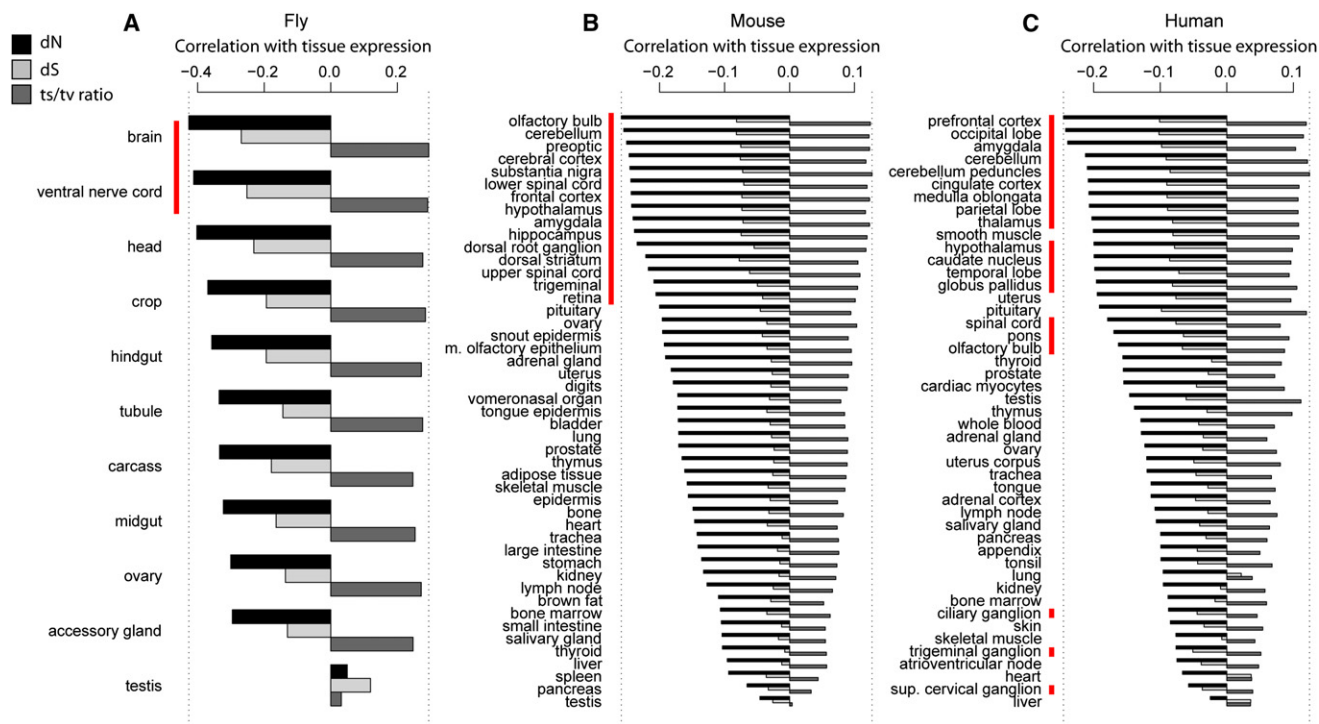 A
Fly
Correlation with tissue expression
−0.4 −0.2 0.0 0.2
dN
dS
ts/tv ratio
brain
ventral nerve cord
head
crop
hindgut
tubule
carcass
midgut
ovary
accessory gland
testis
B
Mouse
Correlation with tissue expression
−0.2 −0.1 0.0 0.1
olfactory bulb
cerebellum
preoptic
cerebral cortex
substantia nigra
lower spinal cord
frontal cortex
hypothalamus
amygdala
hippocampus
dorsal root ganglion
dorsal striatum
upper spinal cord
trigeminal
retina
pituitary
ovary
snout epidermis
m. olfactory epithelium
adrenal gland
uterus
digits
vomeronasal organ
tongue epidermis
bladder
lung
prostate
thymus
adipose tissue
skeletal muscle
epidermis
bone
heart
trachea
large intestine
stomach
kidney
lymph node
brown fat
bone marrow
small intestine
salivary gland
thyroid
liver
spleen
pancreas
testis
C
Human
Correlation with tissue expression
−0.2 −0.1 0.0 0.1
prefrontal cortex
occipital lobe
amygdala
cerebellum
cerebellum peduncles
cingulate cortex
medulla oblongata
parietal lobe
thalamus
smooth muscle
hypothalamus
caudate nucleus
temporal lobe
globus pallidus
uterus
pituitary
spinal cord
pons
olfactory bulb
thyroid
prostate
cardiac myocytes
testis
thymus
whole blood
adrenal gland
ovary
uterus corpus
trachea
tongue
adrenal cortex
lymph node
salivary gland
pancreas
appendix
tonsil
lung
kidney
bone marrow
ciliary ganglion
skin
skeletal muscle
trigeminal ganglion
atrioventricular node
heart
sup. cervical ganglion
liver